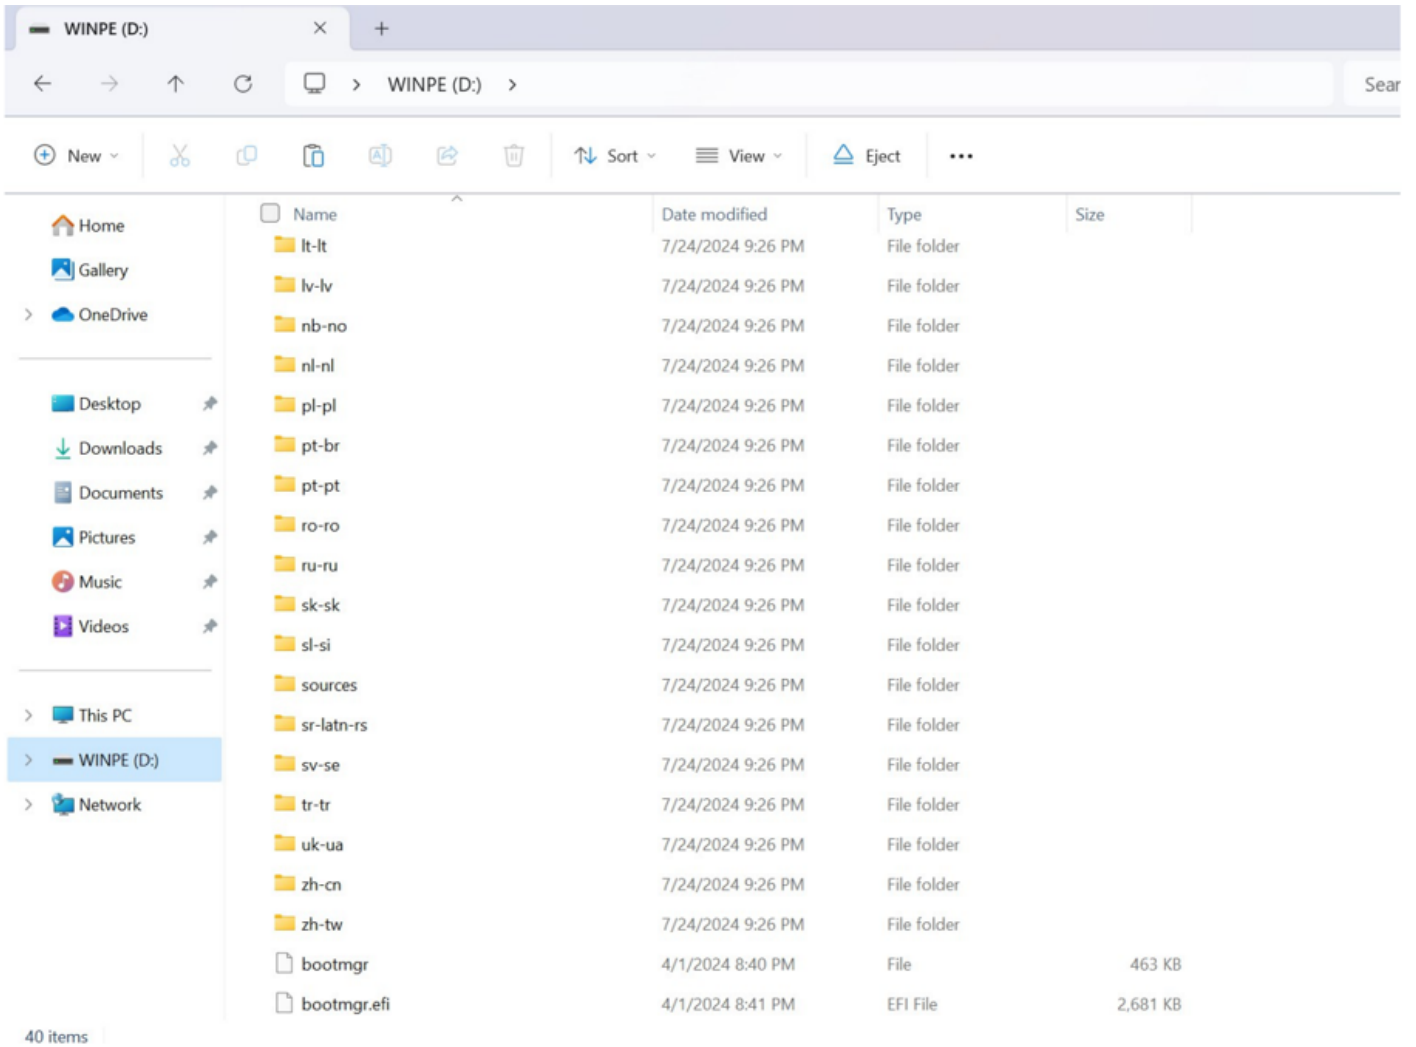 WINPE (D:)
WINPE (D:)
Sear
New
Sort
View
Eject
Home
Gallery
OneDrive
Desktop
Downloads
Documents
Pictures
Music
Videos
This PC
WINPE (D:)
Network
Name Date modified Type Size
lt-lt 7/24/2024 9:26 PM File folder
lv-lv 7/24/2024 9:26 PM File folder
nb-no 7/24/2024 9:26 PM File folder
nl-nl 7/24/2024 9:26 PM File folder
pl-pl 7/24/2024 9:26 PM File folder
pt-br 7/24/2024 9:26 PM File folder
pt-pt 7/24/2024 9:26 PM File folder
ro-ro 7/24/2024 9:26 PM File folder
ru-ru 7/24/2024 9:26 PM File folder
sk-sk 7/24/2024 9:26 PM File folder
sl-si 7/24/2024 9:26 PM File folder
sources 7/24/2024 9:26 PM File folder
sr-latn-rs 7/24/2024 9:26 PM File folder
sv-se 7/24/2024 9:26 PM File folder
tr-tr 7/24/2024 9:26 PM File folder
uk-ua 7/24/2024 9:26 PM File folder
zh-cn 7/24/2024 9:26 PM File folder
zh-tw 7/24/2024 9:26 PM File folder
bootmgr 4/1/2024 8:40 PM File 463 KB
bootmgr.efi 4/1/2024 8:41 PM EFI File 2,681 KB
40 items